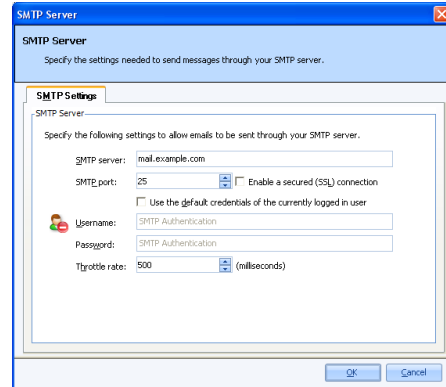 SMTP Server
SMTP Server
Specify the settings needed to send messages through your SMTP server.
SMTP Settings
SMTP Server
Specify the following settings to allow emails to be sent through your SMTP server.
SMTP server: mail.example.com
SMTP port: 25 Enable a secured (SSL) connection
Use the default credentials of the currently logged in user
Username: SMTP Authentication
Password: SMTP Authentication
Throttle rate: 500 (milliseconds)
OK Cancel